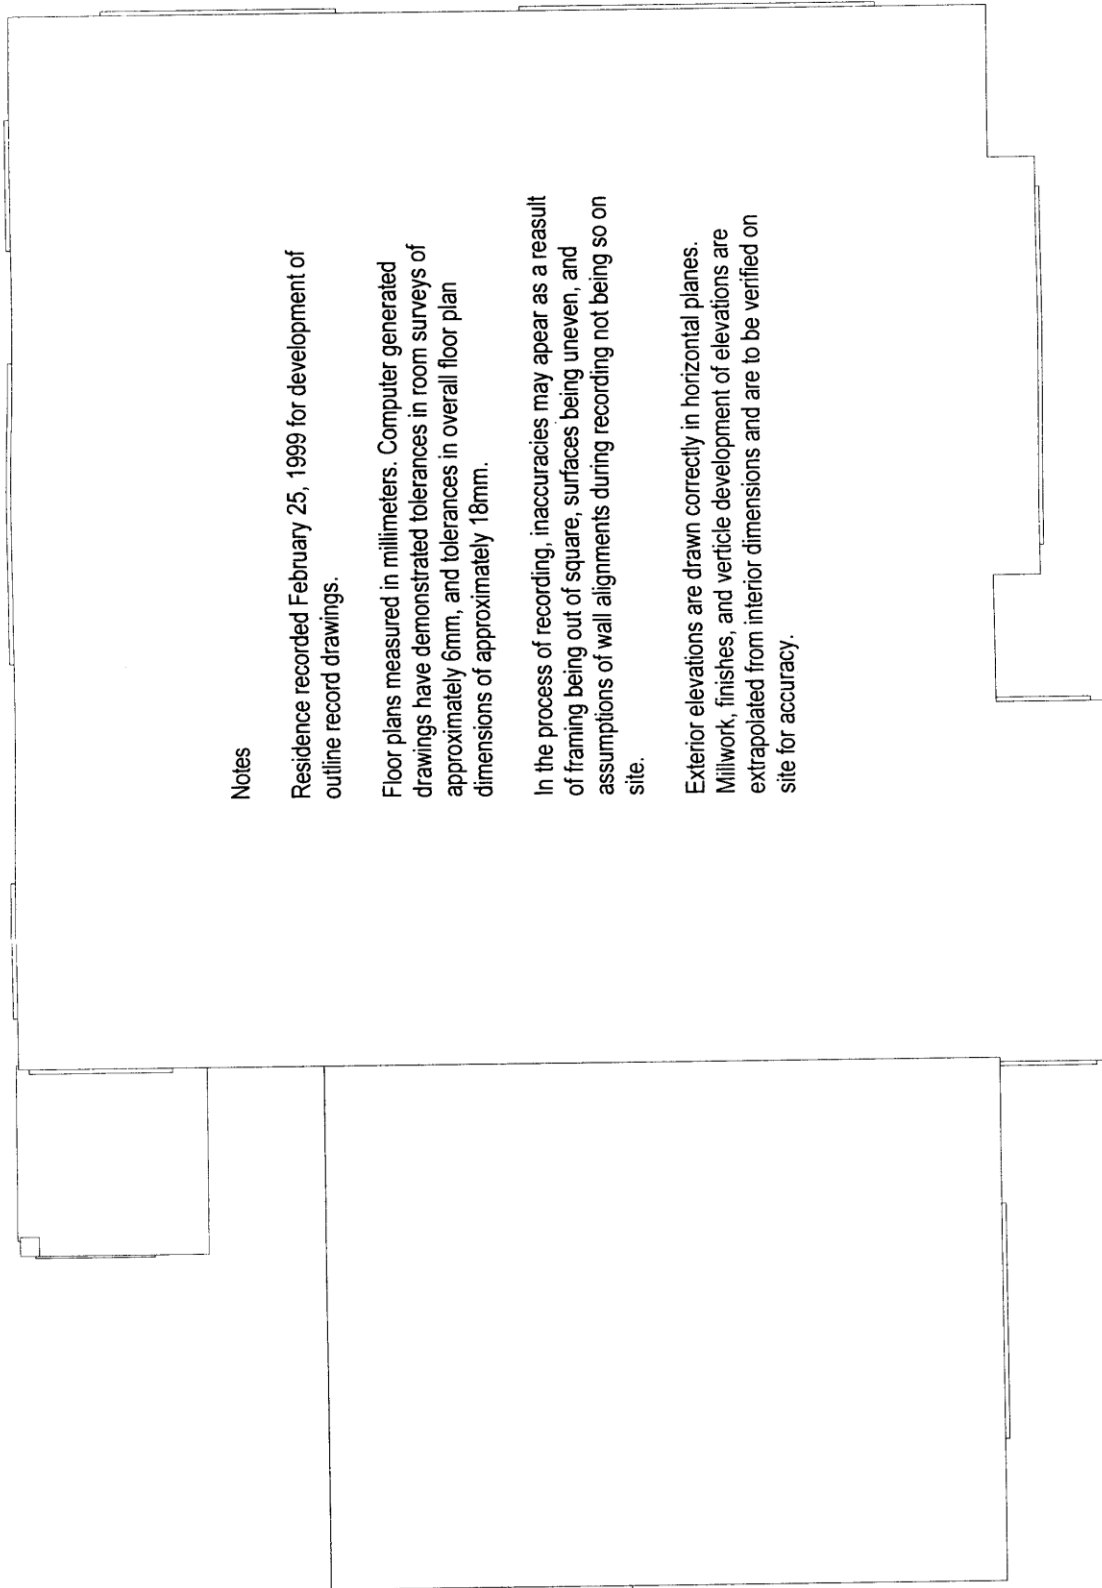 Notes
Residence recorded February 25, 1999 for development of
outline record drawings.
Floor plans measured in millimeters. Computer generated
drawings have demonstrated tolerances in room surveys of
approximately 6mm, and tolerances in overall floor plan
dimensions of approximately 18mm.
In the process of recording, inaccuracies may apear as a reasult
of framing being out of square, surfaces being uneven, and
assumptions of wall alignments during recording not being so on
site.
Exterior elevations are drawn correctly in horizontal planes.
Millwork, finishes, and verticle development of elevations are
extrapolated from interior dimensions and are to be verified on
site for accuracy.